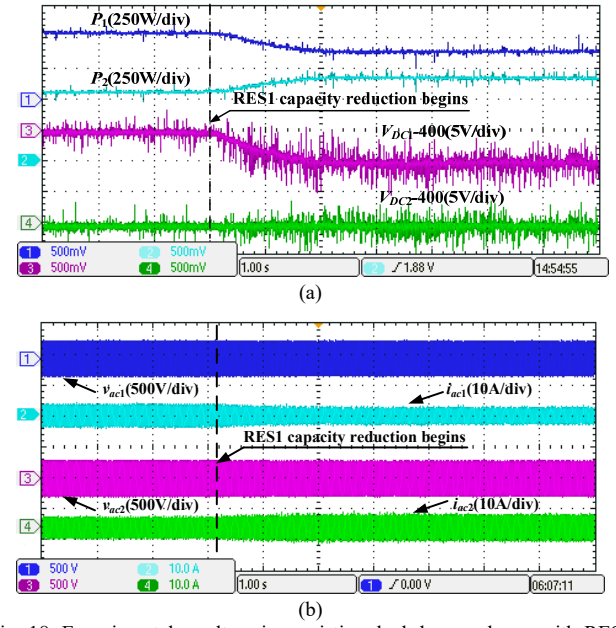 P1(250W/div)
P2(250W/div)
RES1 capacity reduction begins
VDC1-400(5V/div)
VDC2-400(5V/div)
1
3
2
4
1 500mV 2 500mV
3 500mV 4 500mV
1.00 s
2 1.88 V
14:54:55
(a)
1
vac1(500V/div)
iac1(10A/div)
2
RES1 capacity reduction begins
3
vac2(500V/div)
iac2(10A/div)
4
1 500 V 2 10.0 A
3 500 V 4 10.0 A
1.00 s
1 0.00 V
06:07:11
(b)